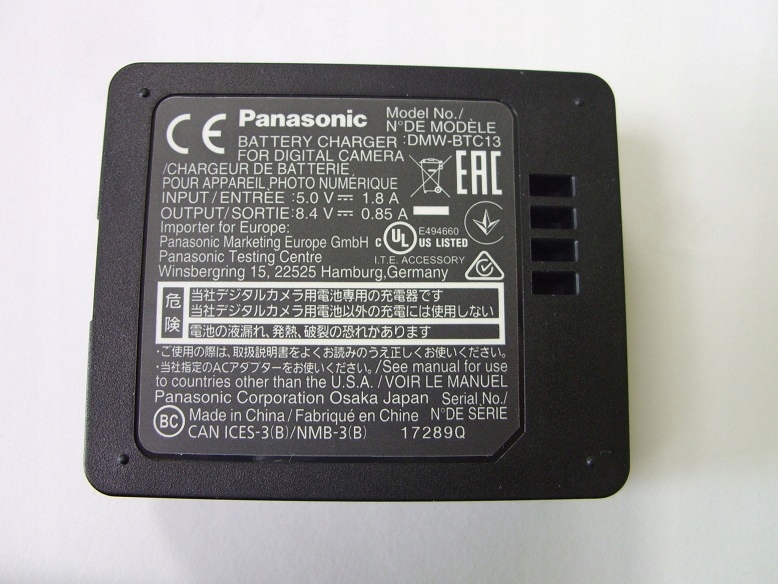 CE Panasonic Model No./
N°DE MODÈLE
BATTERY CHARGER :DMW-BTC13
FOR DIGITAL CAMERA
/CHARGEUR DE BATTERIE
POUR APPAREIL PHOTO NUMÉRIQUE EAC
INPUT/ENTRÉE :5.0 V⎓ 1.8 A
OUTPUT/SORTIE:8.4 V⎓ 0.85 A
Importer for Europe:
Panasonic Marketing Europe GmbH
Panasonic Testing Centre
Winsbergring 15, 22525 Hamburg,Germany
E494660
C UL US LISTED
I.T.E. ACCESSORY
危険
当社デジタルカメラ用電池専用の充電器です
当社デジタルカメラ用電池以外の充電には使用しない
電池の液漏れ、発熱、破裂の恐れかあります
・ご使用の際は、取扱説明書をよくお読みのうえ正しくお使いください。
・当社指定のACアダプターをお使いください。/See manual for use
to countries other than the U.S.A. /VOIR LE MANUEL
Panasonic Corporation Osaka Japan Serial No./
BC Made in China/Fabriqué en Chine N°DE SÉRIE
CAN ICES-3(B)/NMB-3(B) 17289Q